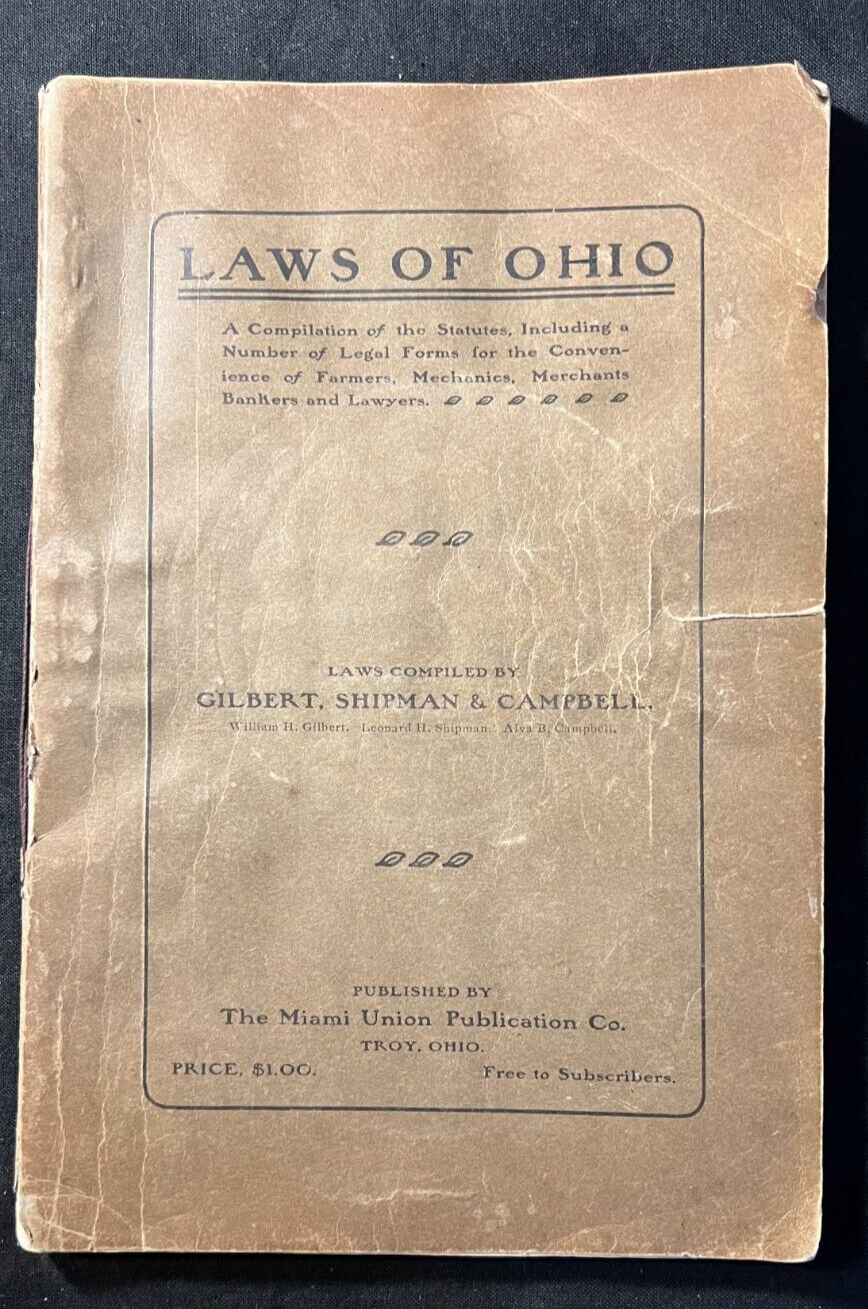 LAWS OF OHIO
A Compilation of the Statutes, Including a
Number of Legal Forms for the Conven-
ience of Farmers, Mechanics, Merchants
Bankers and Lawyers.
LAWS COMPILED BY
GILBERT, SHIPMAN & CAMPBELL.
William H. Gilbert. Leonard H. Shipman. Alva B. Campbell.
PUBLISHED BY
The Miami Union Publication Co.
TROY, OHIO.
PRICE, $1.00. Free to Subscribers.